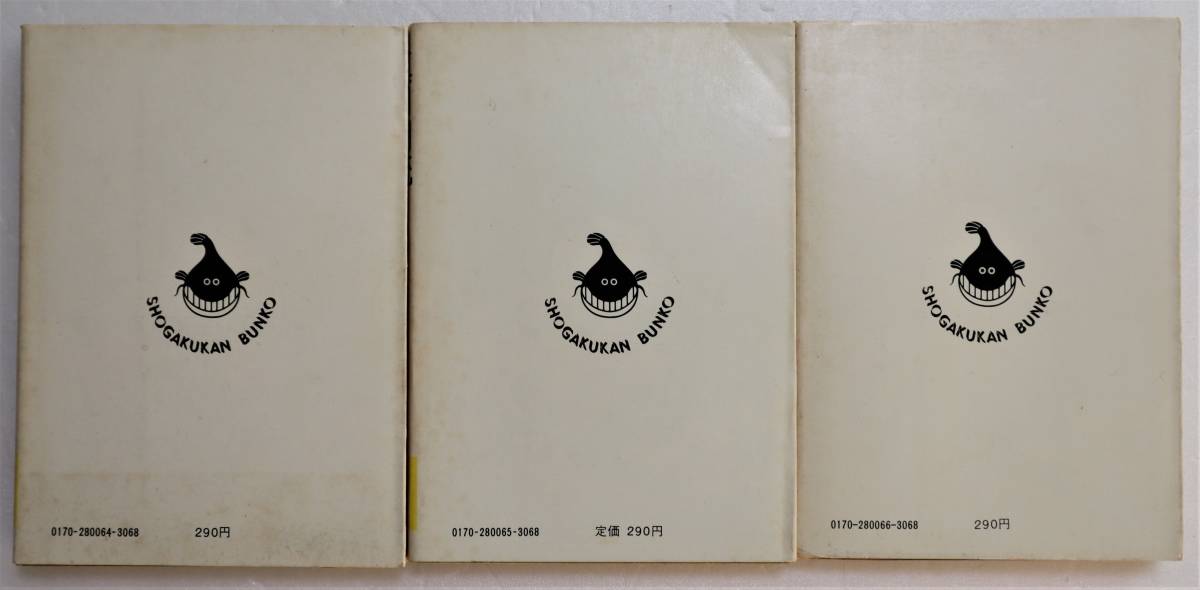 SHOGAKUKAN BUNKO
0170-280064-3068 290円
SHOGAKUKAN BUNKO
0170-280065-3068 定価 290円
SHOGAKUKAN BUNKO
0170-280066-3068 290円